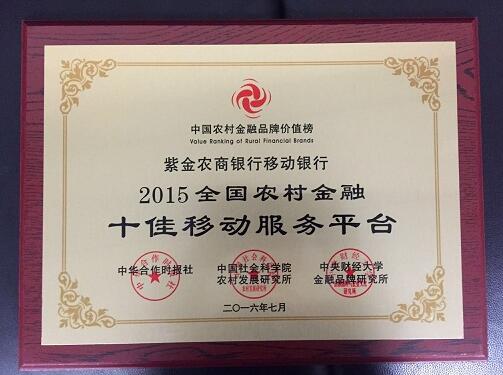 中国农村金融品牌价值榜
Value Ranking of Rural Financial Brands
紫金农商银行移动银行
2015全国农村金融
十佳移动服务平台
中华合作时报社
中国社会科学院
农村发展研究所
中央财经大学
金融品牌研究所
二〇一六年七月